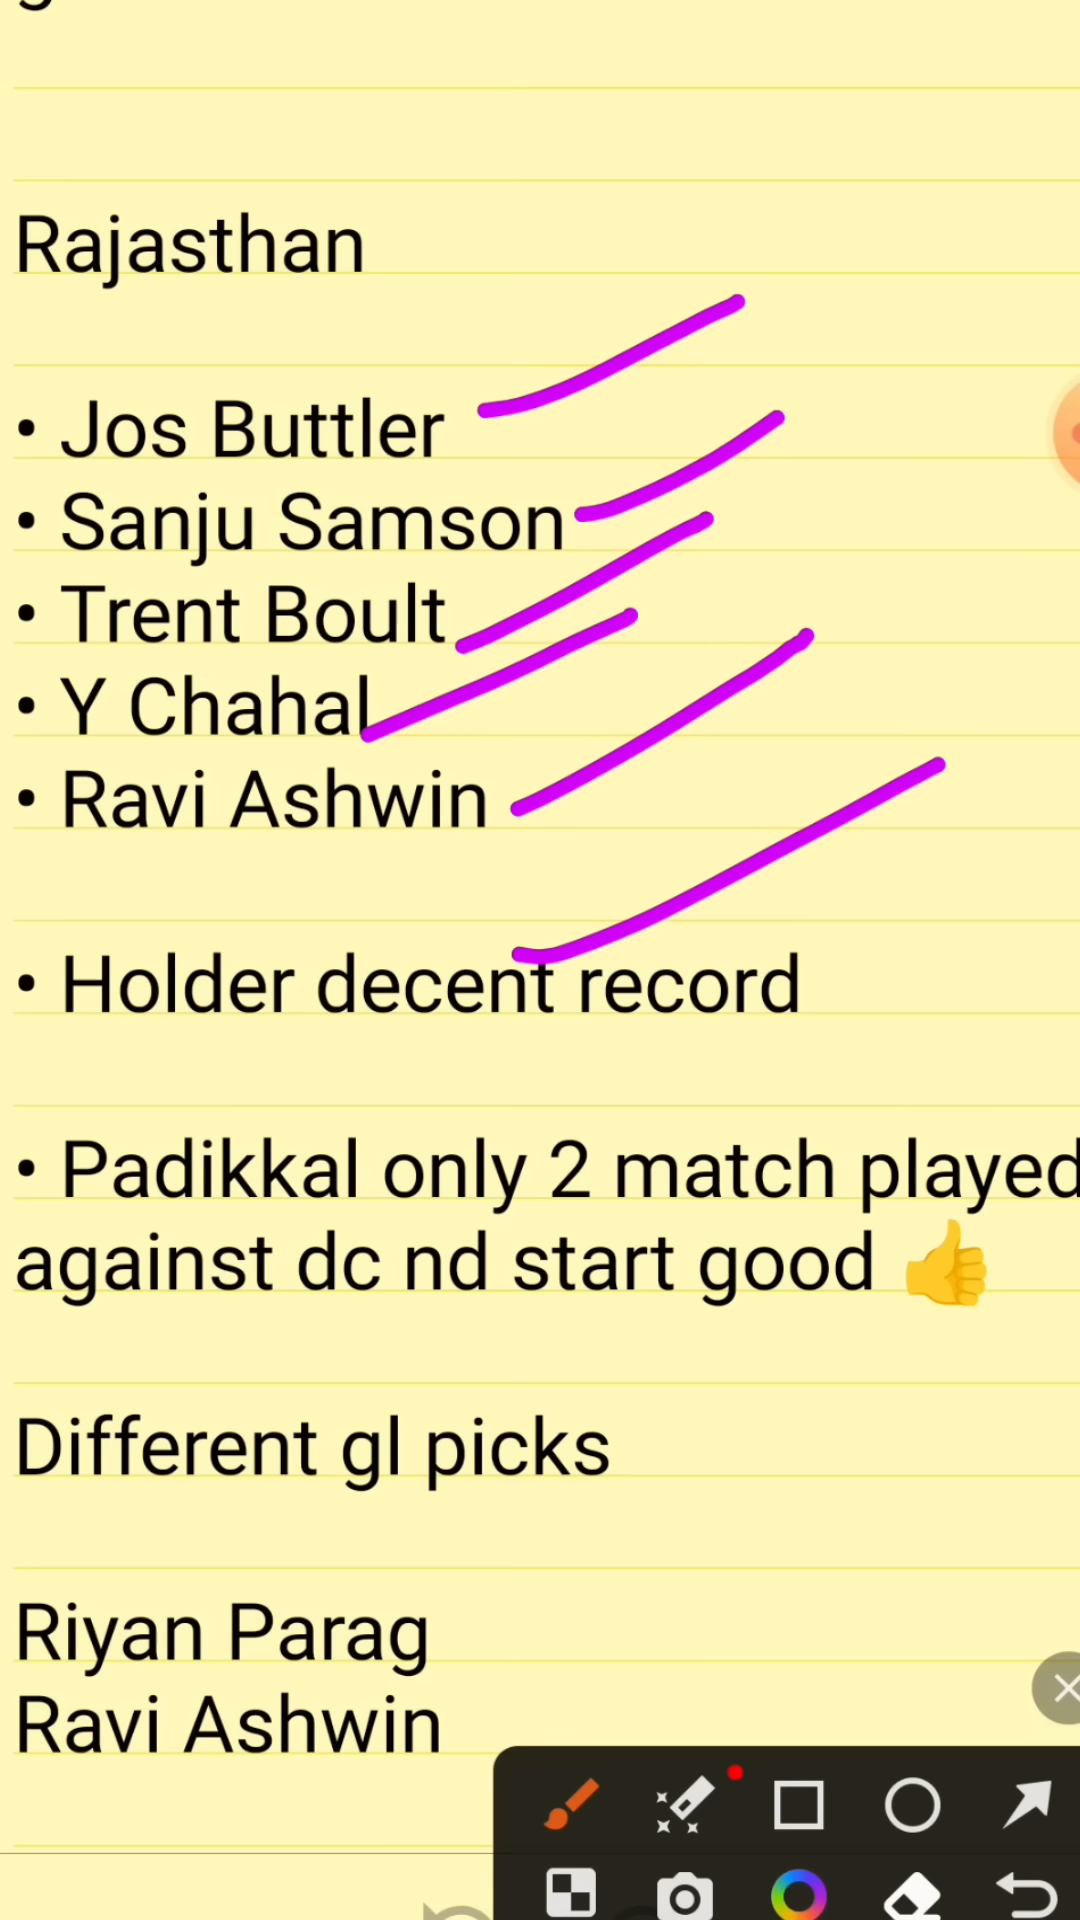 Rajasthan
• Jos Buttler
• Sanju Samson
• Trent Boult
• Y Chahal
• Ravi Ashwin
• Holder decent record
• Padikkal only 2 match played
against dc nd start good 👍
Different gl picks
Riyan Parag
Ravi Ashwin